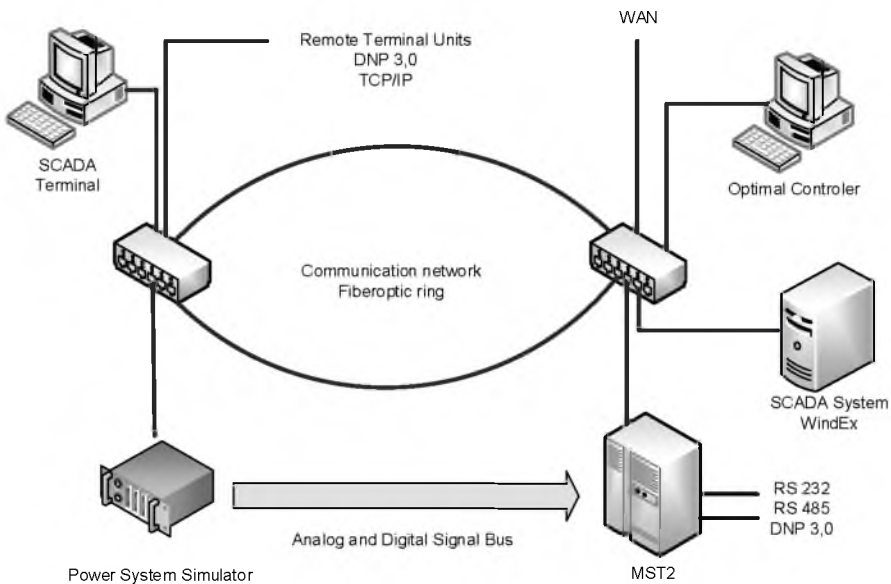 WAN
Remote Terminal Units
DNP 3,0
TCP/IP
SCADA
Terminal
Optimal Controler
Communication network
Fiberoptic ring
SCADA System
WindEx
RS 232
RS 485
DNP 3,0
Analog and Digital Signal Bus
Power System Simulator
MST2